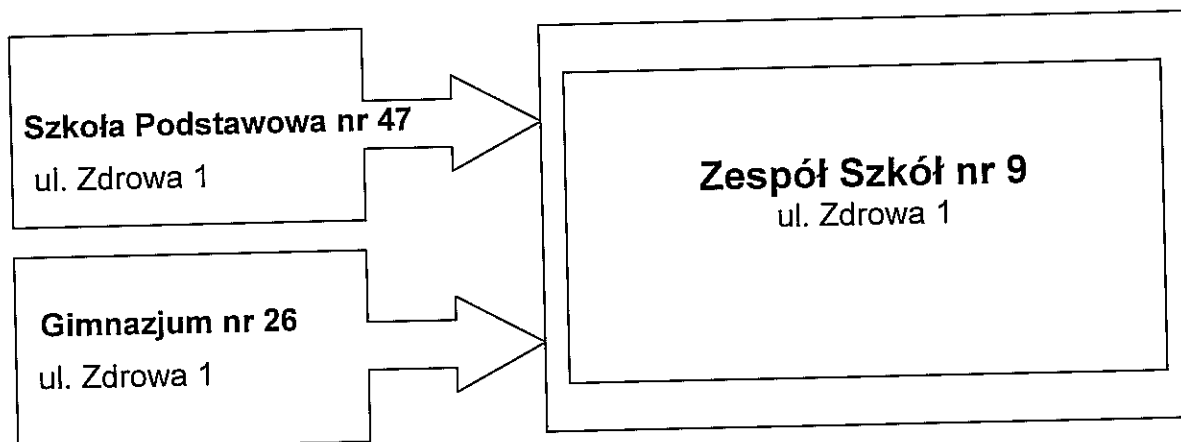 Szkoła Podstawowa nr 47
ul. Zdrowa 1
Gimnazjum nr 26
ul. Zdrowa 1
Zespół Szkół nr 9
ul. Zdrowa 1